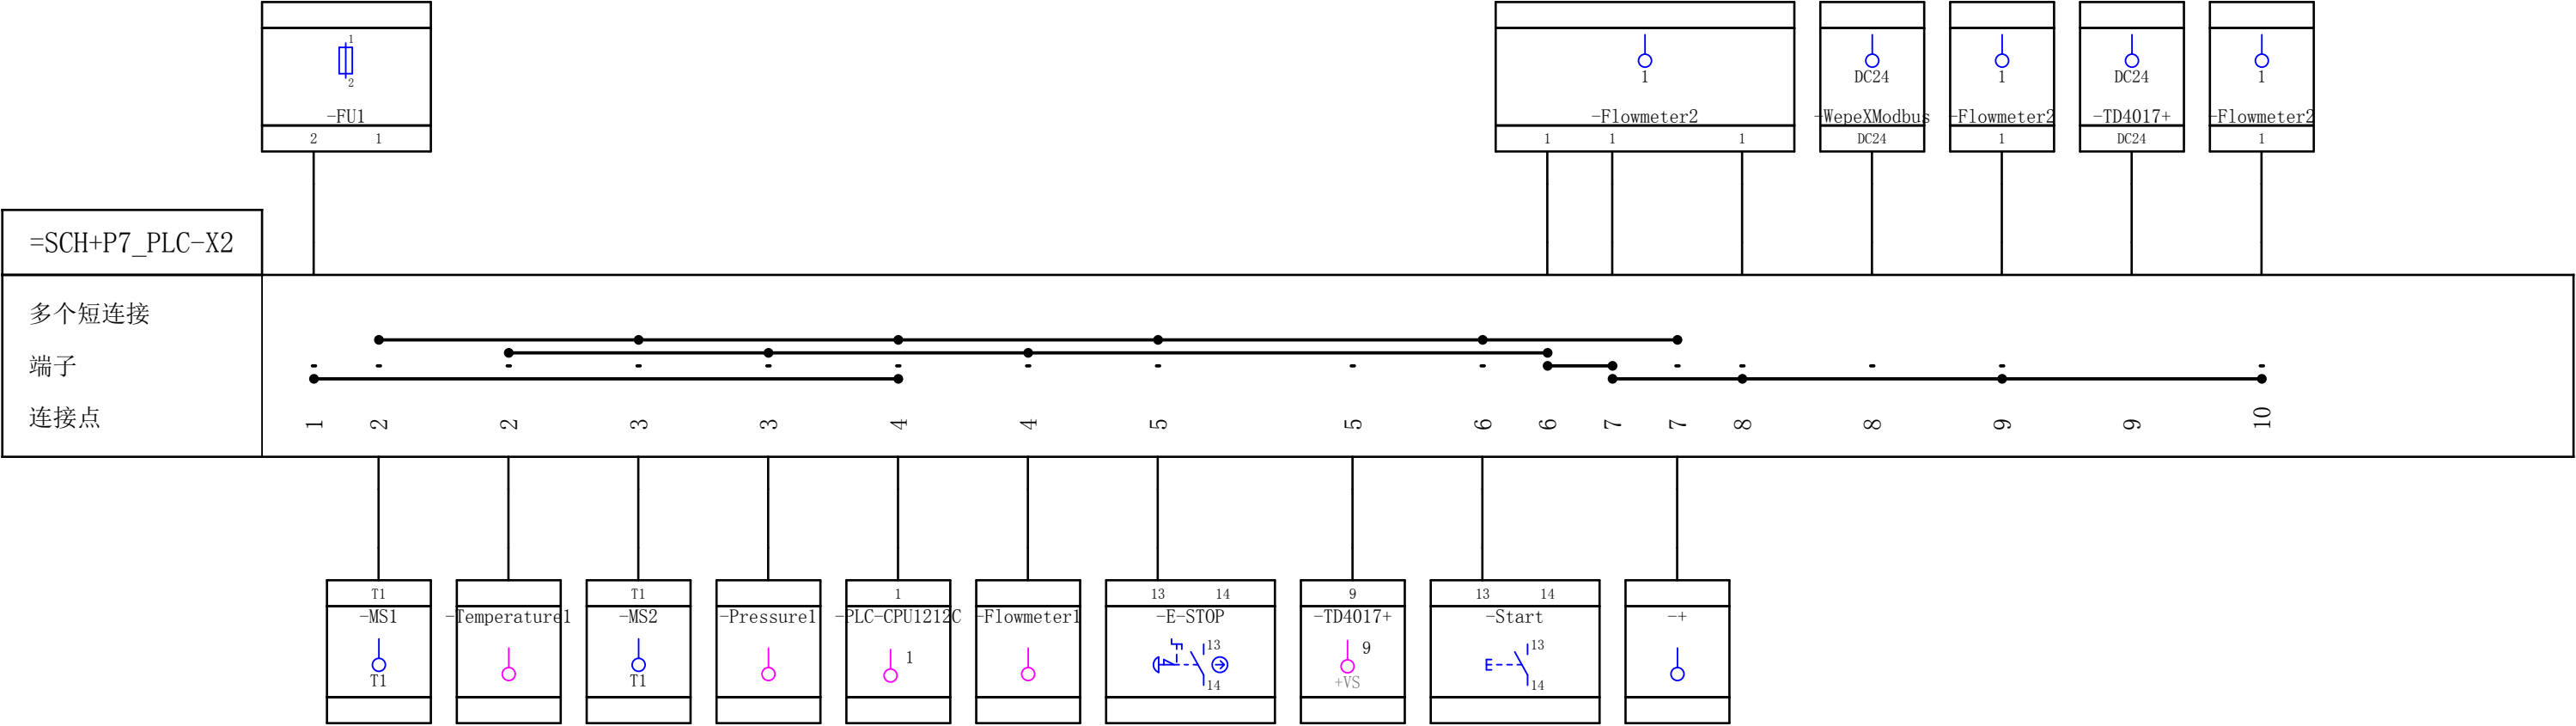 1
2
-FU1
2 1
1
-Flowmeter2
1 1 1
DC24
-WepeXModbus
DC24
1
-Flowmeter2
1
DC24
-TD4017+
DC24
1
-Flowmeter2
1
=SCH+P7_PLC-X2
多个短连接
端子
- - - - - - - - - - - - - -
连接点
1 2 2 3 3 4 4 5 5 6 6 7 7 8 8 9 9 10
T1
-MS1
T1
-Temperature1
T1
-MS2
T1
-Pressure1
1
-PLC-CPU1212C
1
-Flowmeter1
13 14
-E-STOP
13
14
9
-TD4017+
9
+VS
13 14
-Start
13
14
-+